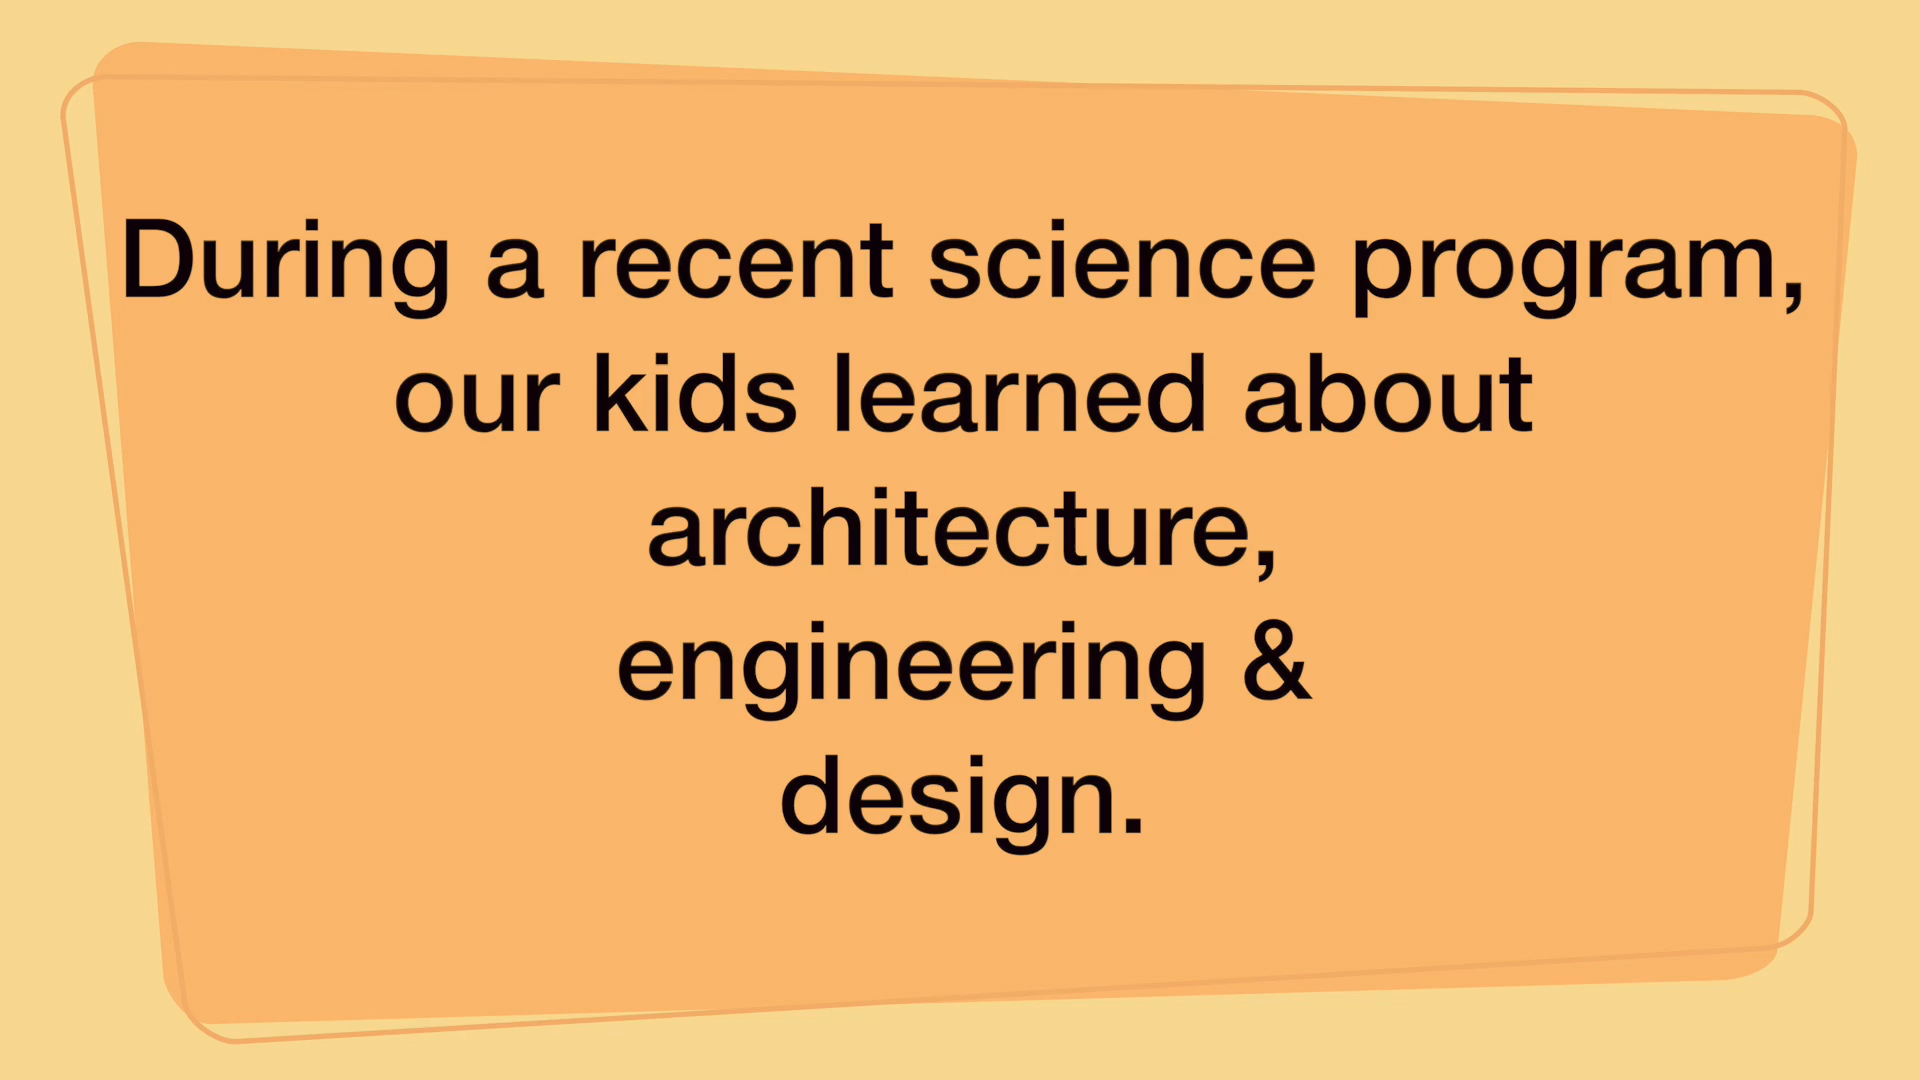 During a recent science program,
our kids learned about
architecture,
engineering &
design.